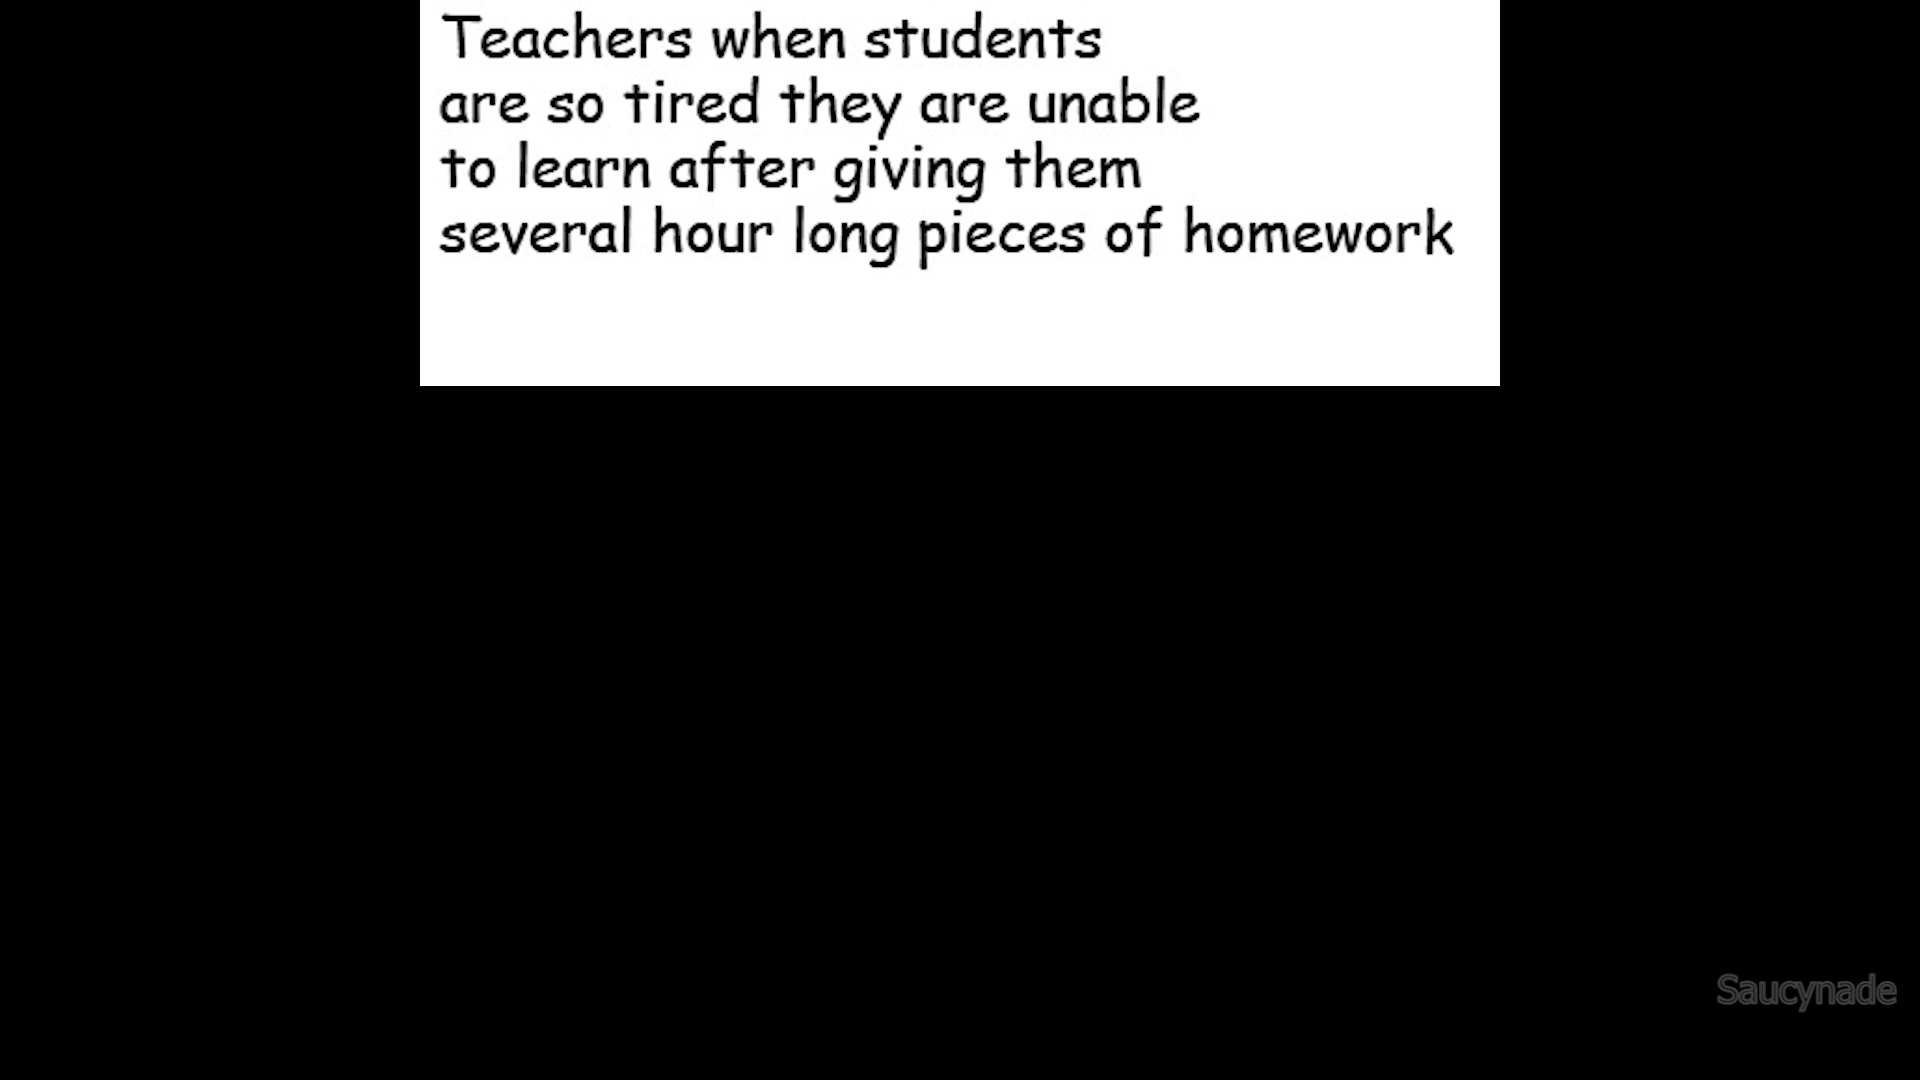 Teachers when students
are so tired they are unable
to learn after giving them
several hour long pieces of homework
Saucynade